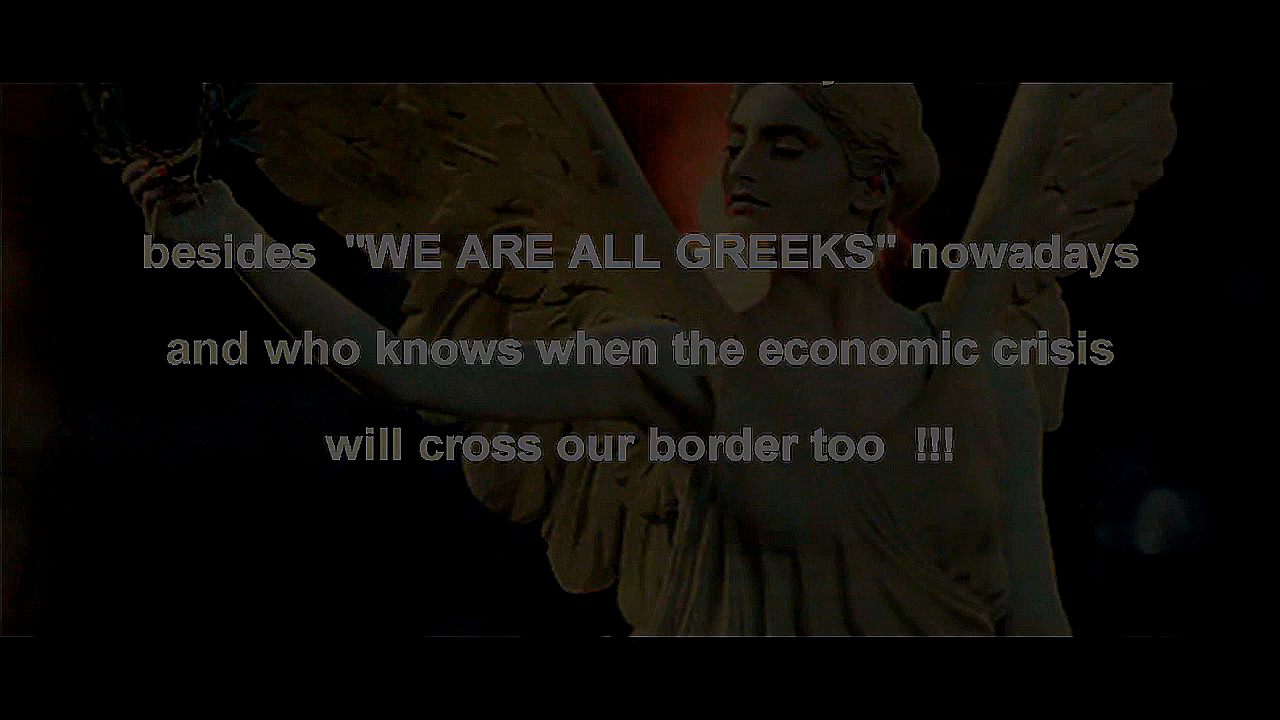 besides "WE ARE ALL GREEKS" nowadays
and who knows when the economic crisis
will cross our border too !!!